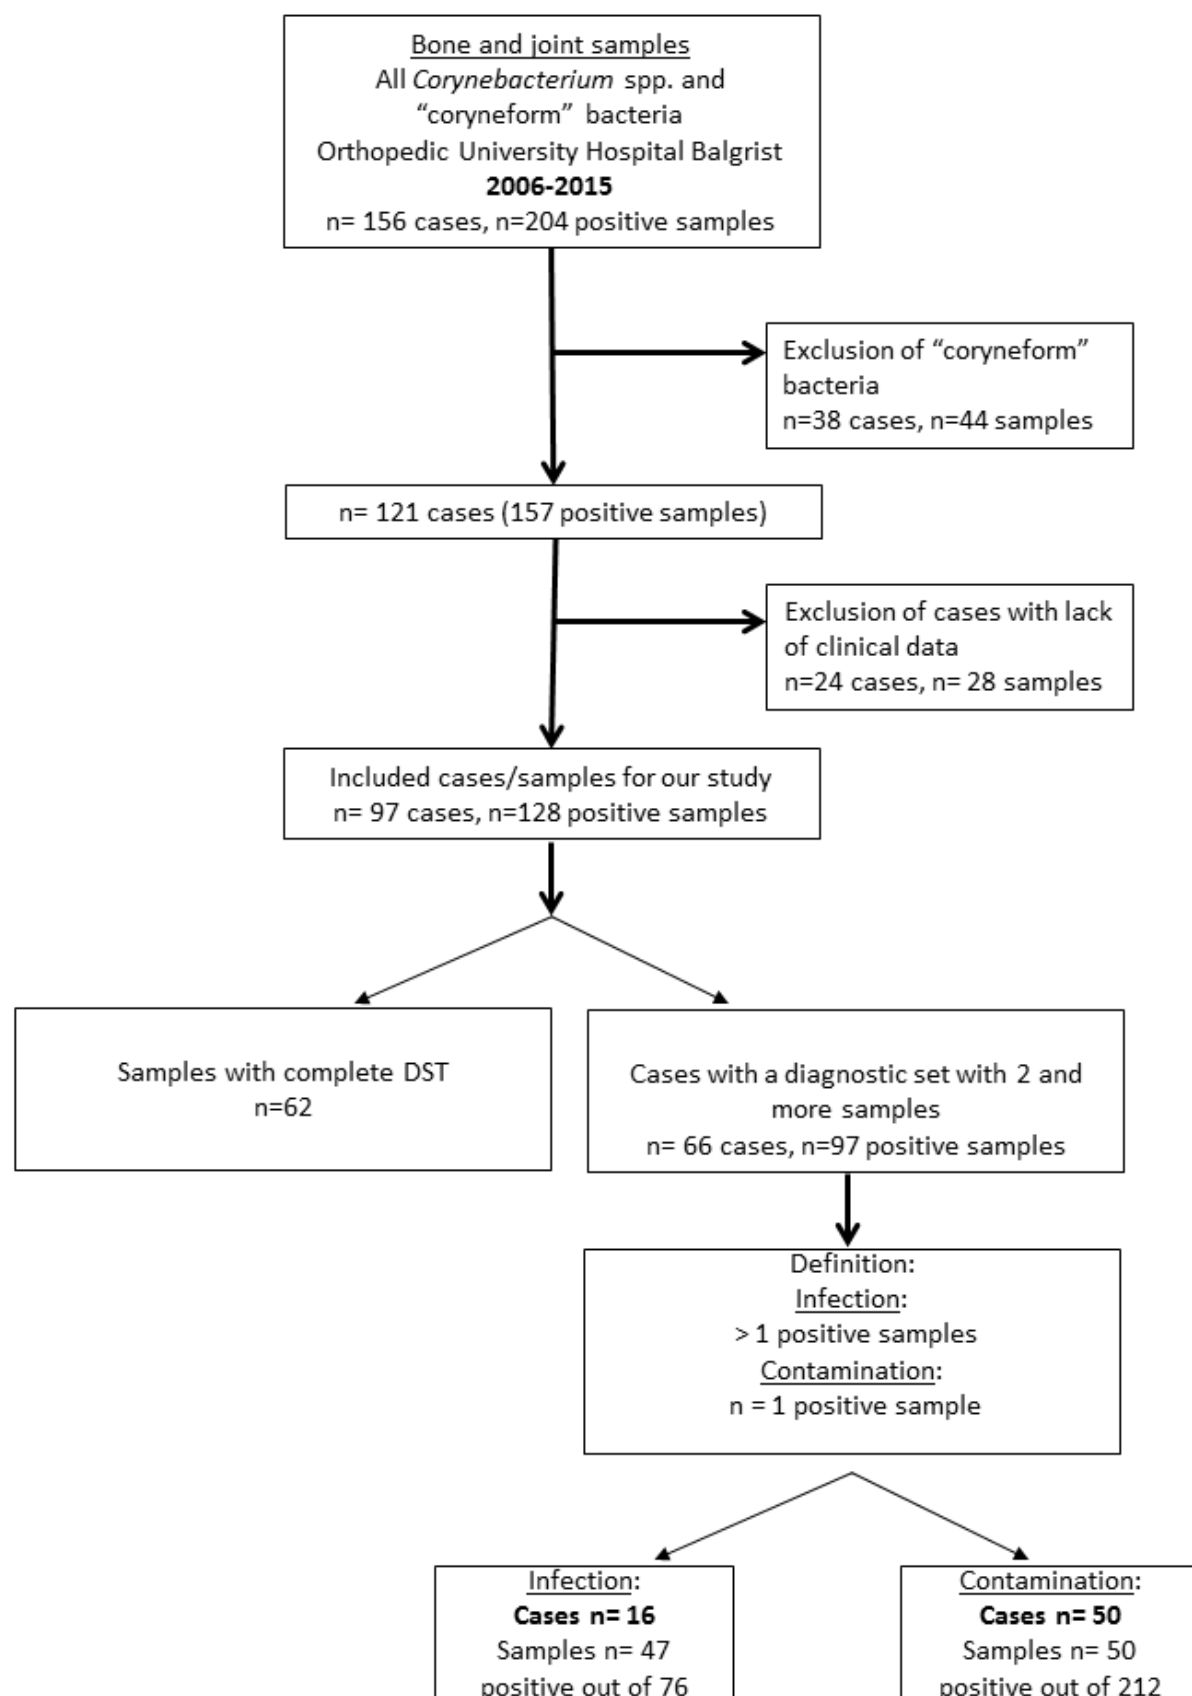 Bone and joint samples
All Corynebacterium spp. and
“coryneform” bacteria
Orthopedic University Hospital Balgrist
2006-2015
n= 156 cases, n=204 positive samples
Exclusion of “coryneform”
bacteria
n=38 cases, n=44 samples
n= 121 cases (157 positive samples)
Exclusion of cases with lack
of clinical data
n=24 cases, n= 28 samples
Included cases/samples for our study
n= 97 cases, n=128 positive samples
Samples with complete DST
n=62
Cases with a diagnostic set with 2 and
more samples
n= 66 cases, n=97 positive samples
Definition:
Infection:
> 1 positive samples
Contamination:
n = 1 positive sample
Infection:
Cases n= 16
Samples n= 47
positive out of 76
Contamination:
Cases n= 50
Samples n= 50
positive out of 212